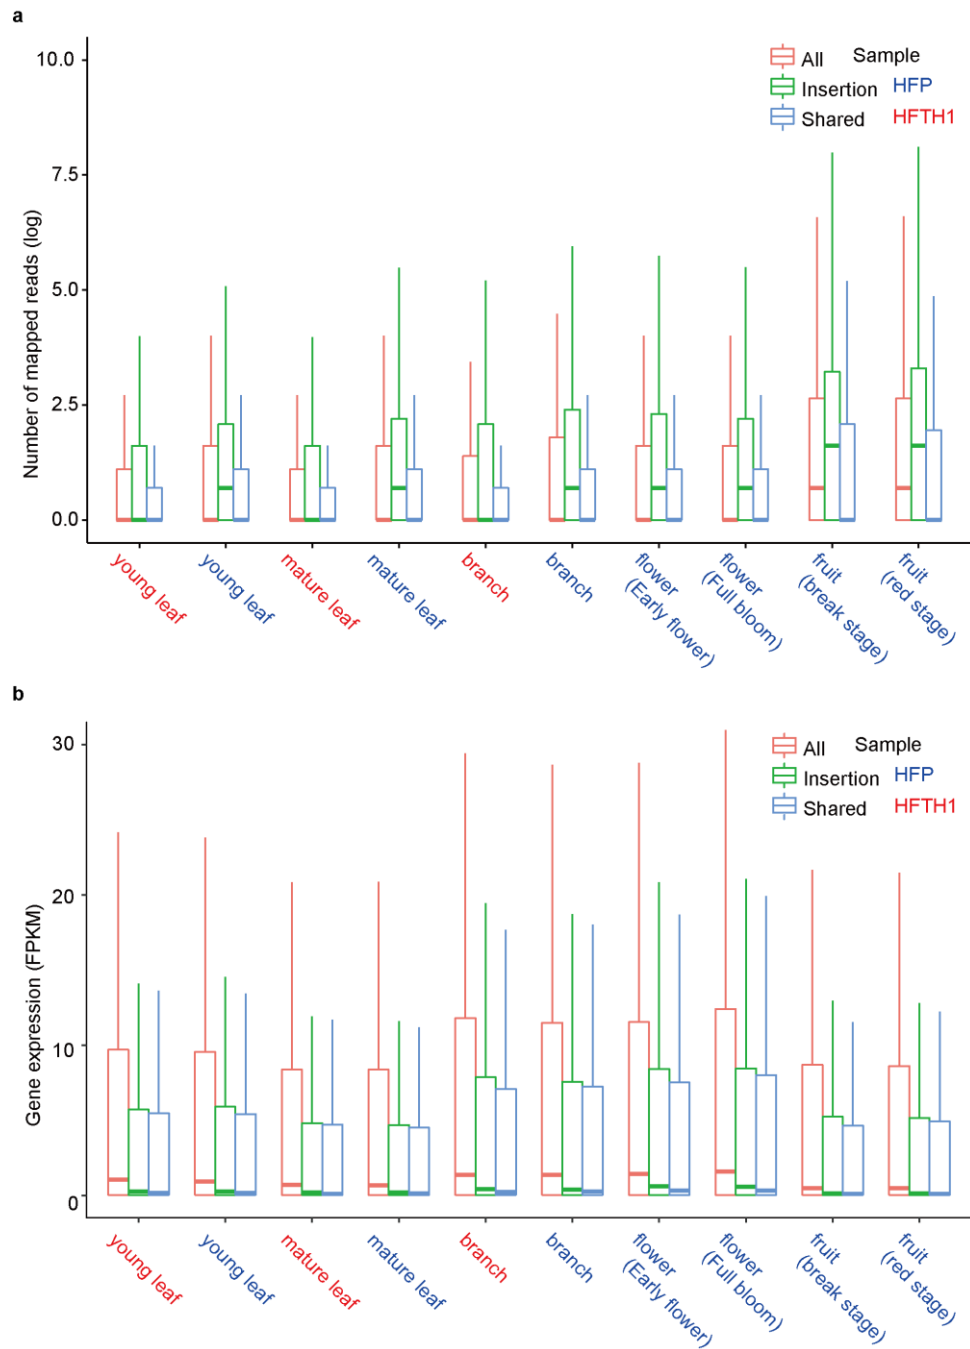 a
Number of mapped reads (log)
10.0
7.5
5.0
2.5
0.0
All Sample
Insertion HFP
Shared HFTH1
young leaf
young leaf
mature leaf
mature leaf
branch
branch
flower
(Early flower)
flower
(Full bloom)
fruit
(break stage)
fruit
(red stage)
b
Gene expression (FPKM)
30
20
10
0
All Sample
Insertion HFP
Shared HFTH1
young leaf
young leaf
mature leaf
mature leaf
branch
branch
flower
(Early flower)
flower
(Full bloom)
fruit
(break stage)
fruit
(red stage)